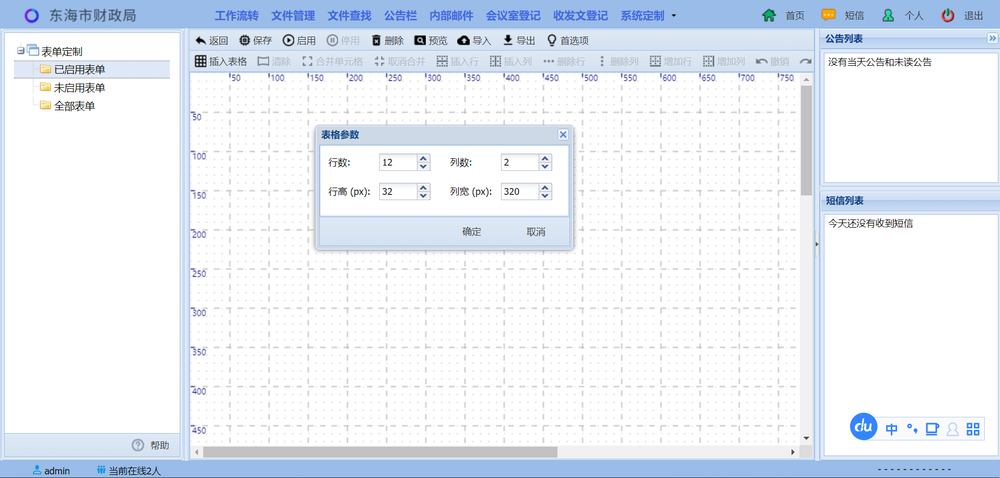 东海市财政局
工作流转 文件管理 文件查找 公告栏 内部邮件 会议室登记 收发文登记 系统定制
首页 短信 个人 退出
表单定制
已启用表单
未启用表单
全部表单
帮助
返回 保存 启用 停用 删除 预览 导入 导出 首选项
插入表格 清除 合并单元格 取消合并 插入行 插入列 删除行 删除列 增加行 增加列 撤销
50 100 150 200 250 300 350 400 450 500 550 600 650 700 750
50
100
150
200
250
300
350
400
450
表格参数
行数: 12 列数: 2
行高 (px): 32 列宽 (px): 320
确定 取消
公告列表
没有当天公告和未读公告
短信列表
今天还没有收到短信
du 中 °,
admin 当前在线2人
- - - - - - - - - - - -